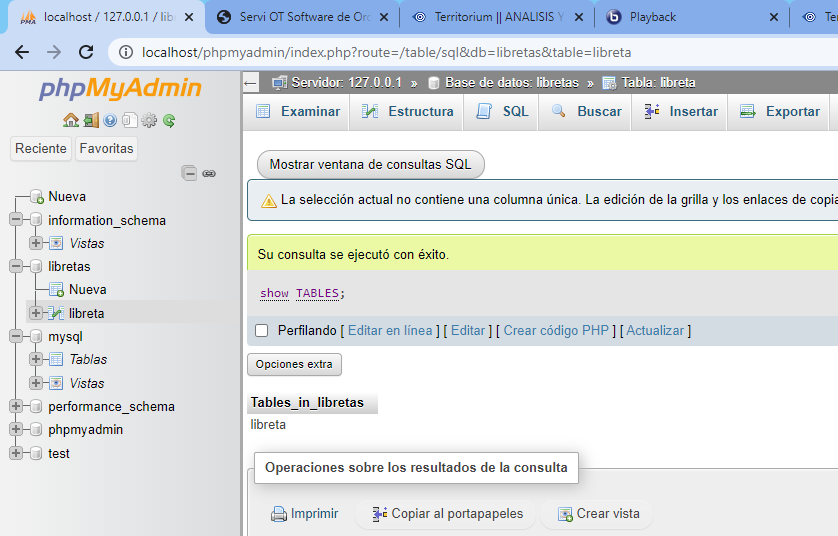 localhost / 127.0.0.1 / lib
Servi OT Software de Ord
Territorium || ANALISIS Y
Playback
Ter
localhost/phpmyadmin/index.php?route=/table/sql&db=libretas&table=libreta
phpMyAdmin
Reciente
Favoritas
Nueva
information_schema
Vistas
libretas
Nueva
libreta
mysql
Tablas
Vistas
performance_schema
phpmyadmin
test
Servidor: 127.0.0.1 » Base de datos: libretas » Tabla: libreta
Examinar
Estructura
SQL
Buscar
Insertar
Exportar
Mostrar ventana de consultas SQL
La selección actual no contiene una columna única. La edición de la grilla y los enlaces de copia
Su consulta se ejecutó con éxito.
show TABLES;
Perfilando [ Editar en línea ] [ Editar ] [ Crear código PHP ] [ Actualizar ]
Opciones extra
Tables_in_libretas
libreta
Operaciones sobre los resultados de la consulta
Imprimir
Copiar al portapapeles
Crear vista